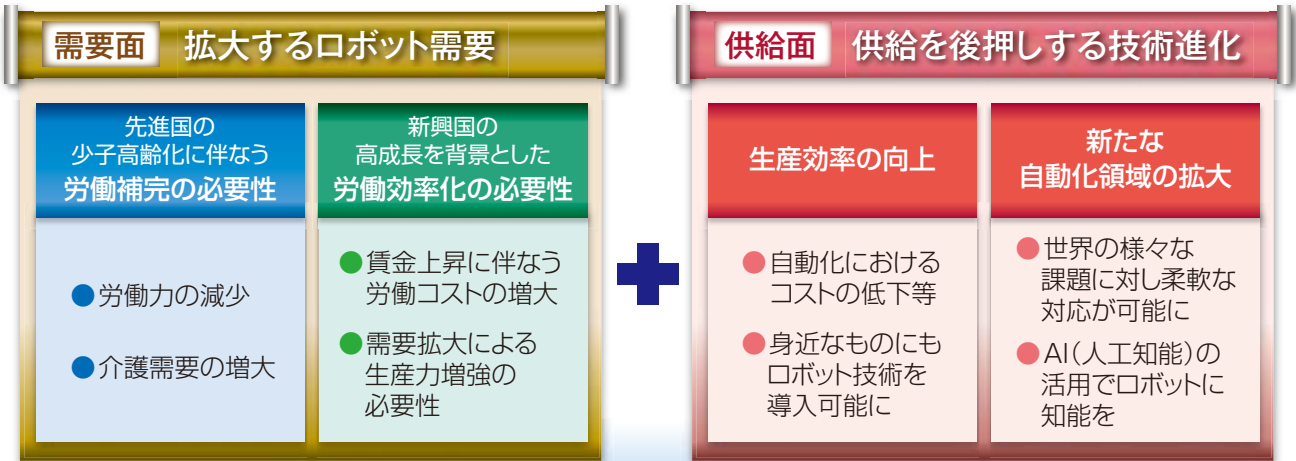 需要面 拡大するロボット需要
先進国の
少子高齢化に伴なう
労働補完の必要性
●労働力の減少
●介護需要の増大
新興国の
高成長を背景とした
労働効率化の必要性
●賃金上昇に伴なう
労働コストの増大
●需要拡大による
生産力増強の
必要性
供給面 供給を後押しする技術進化
生産効率の向上
●自動化における
コストの低下等
●身近なものにも
ロボット技術を
導入可能に
新たな
自動化領域の拡大
●世界の様々な
課題に対し柔軟な
対応が可能に
●AI（人工知能）の
活用でロボットに
知能を